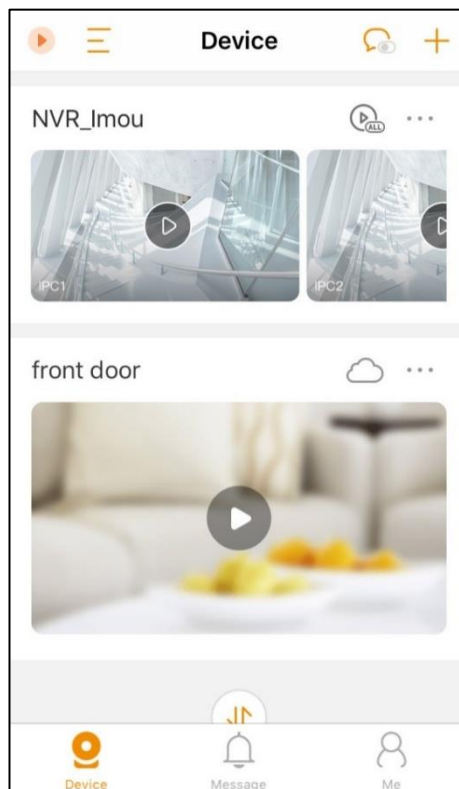 Device
NVR_Imou
ALL
IPC1
IPC2
front door
Device
Message
Me